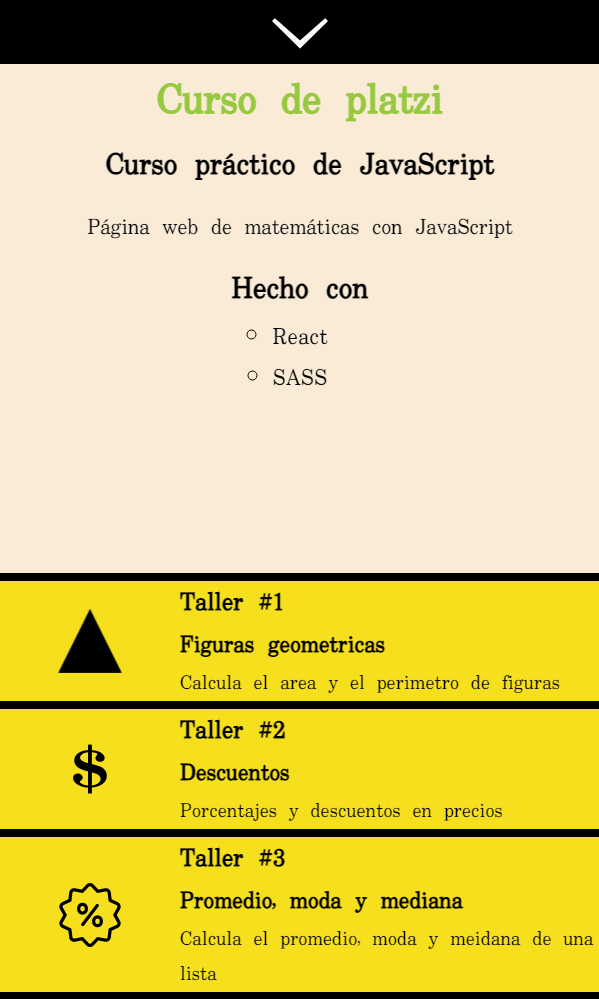 Curso de platzi
Curso práctico de JavaScript
Página web de matemáticas con JavaScript
Hecho con
React
SASS
Taller #1
Figuras geometricas
Calcula el area y el perimetro de figuras
$
Taller #2
Descuentos
Porcentajes y descuentos en precios
%
Taller #3
Promedio, moda y mediana
Calcula el promedio, moda y meidana de una
lista